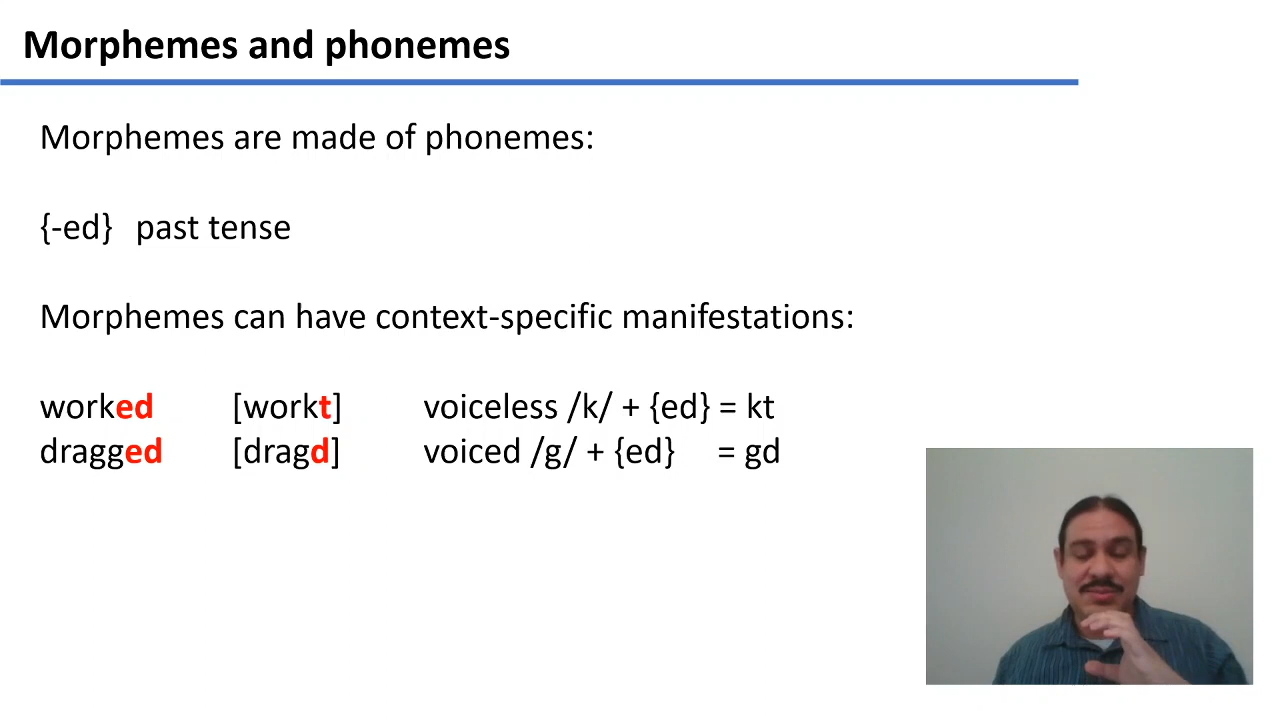 Morphemes and phonemes
Morphemes are made of phonemes:
{-ed} past tense
Morphemes can have context-specific manifestations:
worked [workt] voiceless /k/ + {ed} = kt
dragged [dragd] voiced /g/ + {ed} = gd